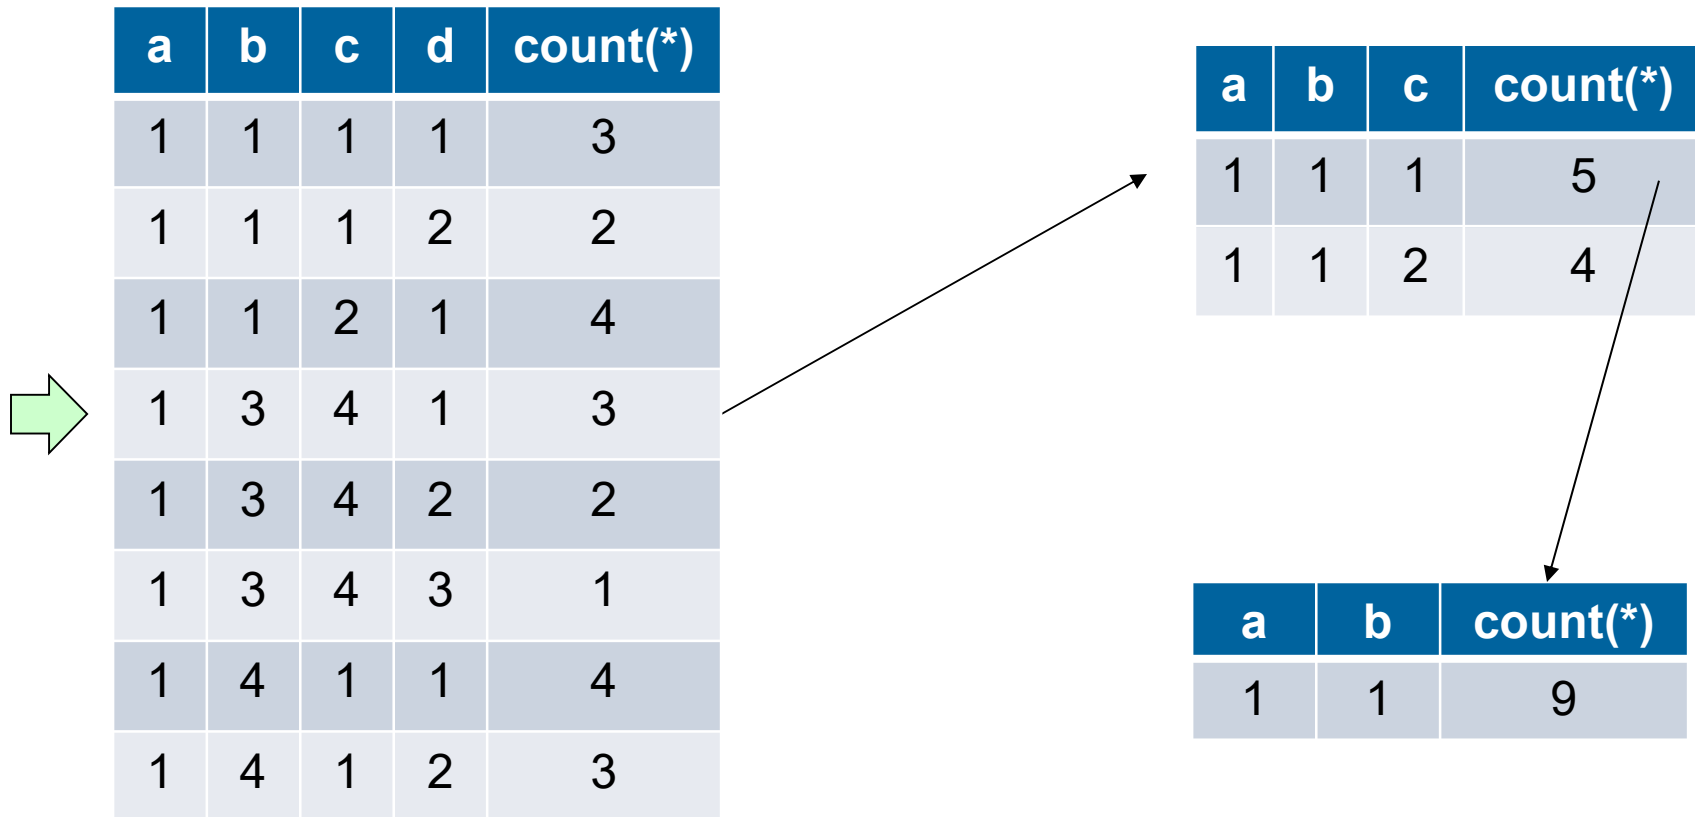 a b c d count(*)
1 1 1 1 3
1 1 1 2 2
1 1 2 1 4
1 3 4 1 3
1 3 4 2 2
1 3 4 3 1
1 4 1 1 4
1 4 1 2 3
a b c count(*)
1 1 1 5
1 1 2 4
a b count(*)
1 1 9